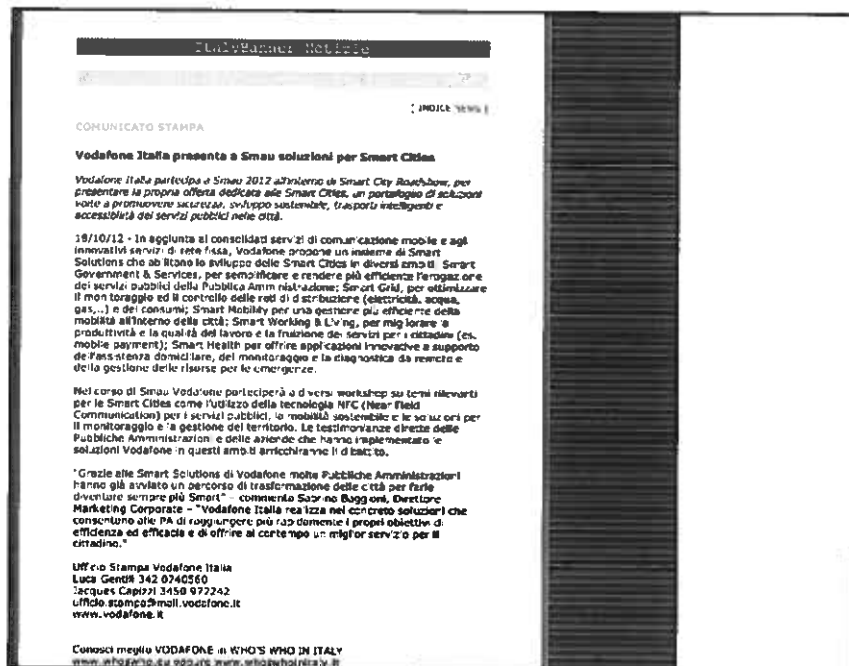 ItalyBanner Notizie
[ INDICE NEWS ]
COMUNICATO STAMPA
Vodafone Italia presenta a Smau soluzioni per Smart Cities
Vodafone Italia partecipa a Smau 2012 all'interno di Smart City Roadshow, per
presentare la propria offerta dedicata alle Smart Cities, un portafoglio di soluzioni
volte a promuovere sicurezza, sviluppo sostenibile, trasporti intelligenti e
accessibilità dei servizi pubblici nelle città.
19/10/12 - In aggiunta ai consolidati servizi di comunicazione mobile e agli
innovativi servizi di rete fissa, Vodafone propone un insieme di Smart
Solutions che abilitano lo sviluppo delle Smart Cities in diversi ambiti: Smart
Government & Services, per semplificare e rendere più efficiente l'erogazione
dei servizi pubblici della Pubblica Amministrazione; Smart Grid, per ottimizzare
il monitoraggio ed il controllo delle reti di distribuzione (elettricità, acqua,
gas,..) e dei consumi; Smart Mobility per una gestione più efficiente della
mobilità all'interno della città; Smart Working & Living, per migliorare la
produttività e la qualità del lavoro e la fruizione dei servizi per i cittadini (es.
mobile payment); Smart Health per offrire applicazioni innovative a supporto
dell'assistenza domiciliare, del monitoraggio e la diagnostica da remoto e
della gestione delle risorse per le emergenze.
Nel corso di Smau Vodafone parteciperà a diversi workshop su temi rilevanti
per le Smart Cities come l'utilizzo della tecnologia NFC (Near Field
Communication) per i servizi pubblici, la mobilità sostenibile e le soluzioni per
il monitoraggio e la gestione del territorio. Le testimonianze dirette delle
Pubbliche Amministrazioni e delle aziende che hanno implementato le
soluzioni Vodafone in questi ambiti arricchiranno il dibattito.
"Grazie alle Smart Solutions di Vodafone molte Pubbliche Amministrazioni
hanno già avviato un percorso di trasformazione delle città per farle
diventare sempre più Smart" – commenta Sabrina Baggioni, Direttore
Marketing Corporate – "Vodafone Italia realizza nel concreto soluzioni che
consentono alle PA di raggiungere più rapidamente i propri obiettivi di
efficienza ed efficacia e di offrire al contempo un miglior servizio per il
cittadino."
Ufficio Stampa Vodafone Italia
Luca Gentili 342 0740560
Jacques Capizzi 3450 972242
ufficio.stampa@mail.vodafone.it
www.vodafone.it
Conosci meglio VODAFONE in WHO'S WHO IN ITALY
www.whoswho.eu oppure www.whoswhoinitaly.it